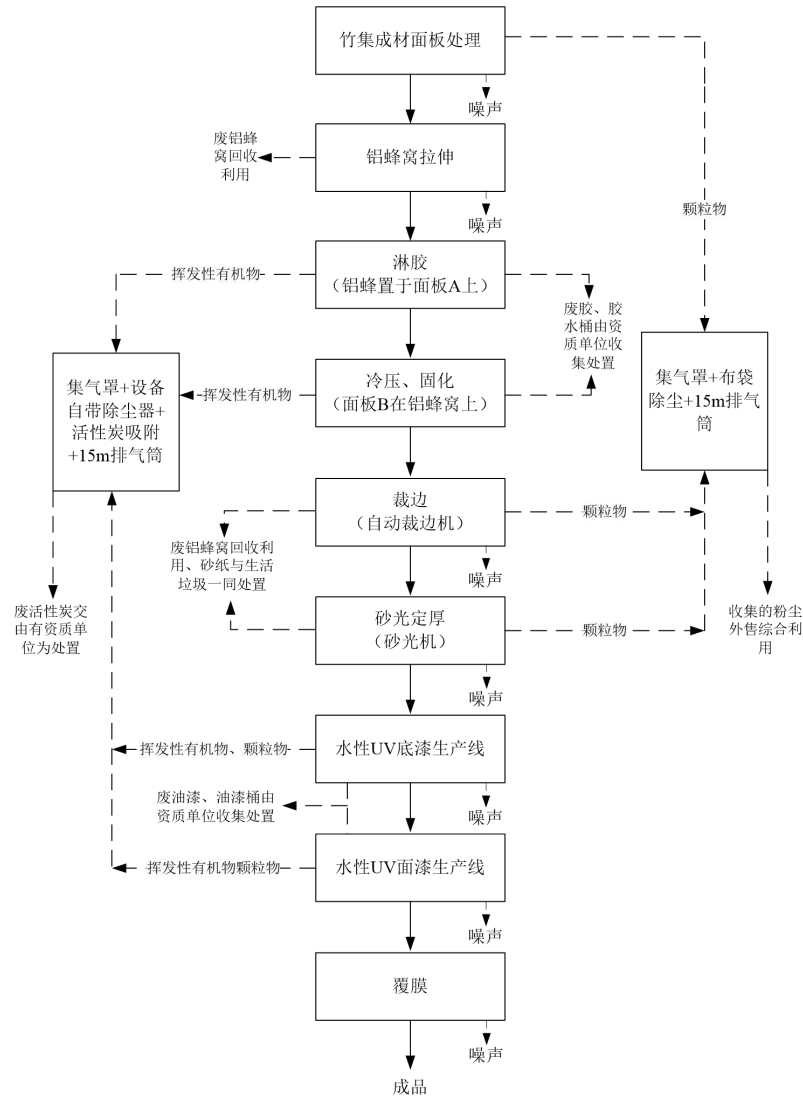 竹集成材面板处理
噪声
废铝蜂
窝回收
利用
铝蜂窝拉伸
噪声
颗粒物
挥发性有机物
淋胶
（铝蜂置于面板A上）
废胶、胶
水桶由资
质单位收
集处置
集气罩+设备
自带除尘器+
活性炭吸附
+15m排气筒
挥发性有机物
冷压、固化
（面板B在铝蜂窝上）
集气罩+布袋
除尘+15m排气
筒
裁边
（自动裁边机）
颗粒物
废铝蜂窝回收利
用、砂纸与生活
垃圾一同处置
噪声
废活性炭交
由有资质单
位为处置
砂光定厚
（砂光机）
颗粒物
收集的粉尘
外售综合利
用
噪声
挥发性有机物、颗粒物
水性UV底漆生产线
废油漆、油漆桶由
资质单位收集处置
噪声
挥发性有机物颗粒物
水性UV面漆生产线
噪声
覆膜
噪声
成品